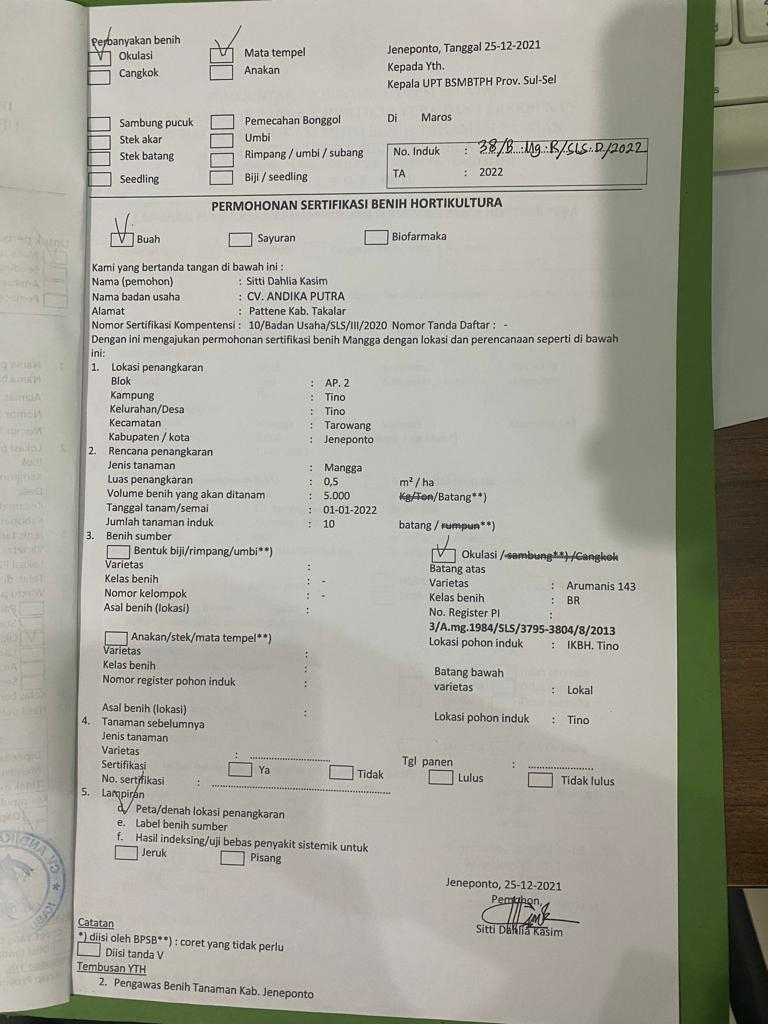 Perbanyakan benih
Okulasi
Mata tempel
Cangkok
Anakan
Jeneponto, Tanggal 25-12-2021
Kepada Yth.
Kepala UPT BSMBTPH Prov. Sul-Sel
Sambung pucuk
Pemecahan Bonggol
Di Maros
Stek akar
Umbi
Stek batang
Rimpang / umbi / subang
Seedling
Biji / seedling
No. Induk : 38/B.Mg.R/SLS.D/2022
TA : 2022
PERMOHONAN SERTIFIKASI BENIH HORTIKULTURA
Buah Sayuran Biofarmaka
Kami yang bertanda tangan di bawah ini :
Nama (pemohon) : Sitti Dahlia Kasim
Nama badan usaha : CV. ANDIKA PUTRA
Alamat : Pattene Kab. Takalar
Nomor Sertifikasi Kompentensi : 10/Badan Usaha/SLS/III/2020 Nomor Tanda Daftar : -
Dengan ini mengajukan permohonan sertifikasi benih Mangga dengan lokasi dan perencanaan seperti di bawah
ini:
1. Lokasi penangkaran
Blok : AP. 2
Kampung : Tino
Kelurahan/Desa : Tino
Kecamatan : Tarowang
Kabupaten / kota : Jeneponto
2. Rencana penangkaran
Jenis tanaman : Mangga
Luas penangkaran : 0,5 m² / ha
Volume benih yang akan ditanam : 5.000 Kg/Ton/Batang**)
Tanggal tanam/semai : 01-01-2022
Jumlah tanaman induk : 10 batang / rumpun**)
3. Benih sumber
Bentuk biji/rimpang/umbi**)
Varietas :
Kelas benih : -
Nomor kelompok : -
Asal benih (lokasi) :
Okulasi /sambung**) /Cangkok
Batang atas
Varietas : Arumanis 143
Kelas benih : BR
No. Register PI :
3/A.mg.1984/SLS/3795-3804/8/2013
Lokasi pohon induk : IKBH. Tino
Anakan/stek/mata tempel**)
Varietas :
Kelas benih :
Nomor register pohon induk :
Asal benih (lokasi) :
Batang bawah
varietas : Lokal
Lokasi pohon induk : Tino
4. Tanaman sebelumnya
Jenis tanaman
Varietas : ........................
Tgl panen : ....................
Sertifikasi Ya Tidak Lulus Tidak lulus
No. sertifikasi : ........................
5. Lampiran
d. Peta/denah lokasi penangkaran
e. Label benih sumber
f. Hasil indeksing/uji bebas penyakit sistemik untuk
Jeruk Pisang
Jeneponto, 25-12-2021
Pemohon,
Sitti Dahlia Kasim
Catatan
*) diisi oleh BPSB**) : coret yang tidak perlu
Diisi tanda V
Tembusan YTH
2. Pengawas Benih Tanaman Kab. Jeneponto